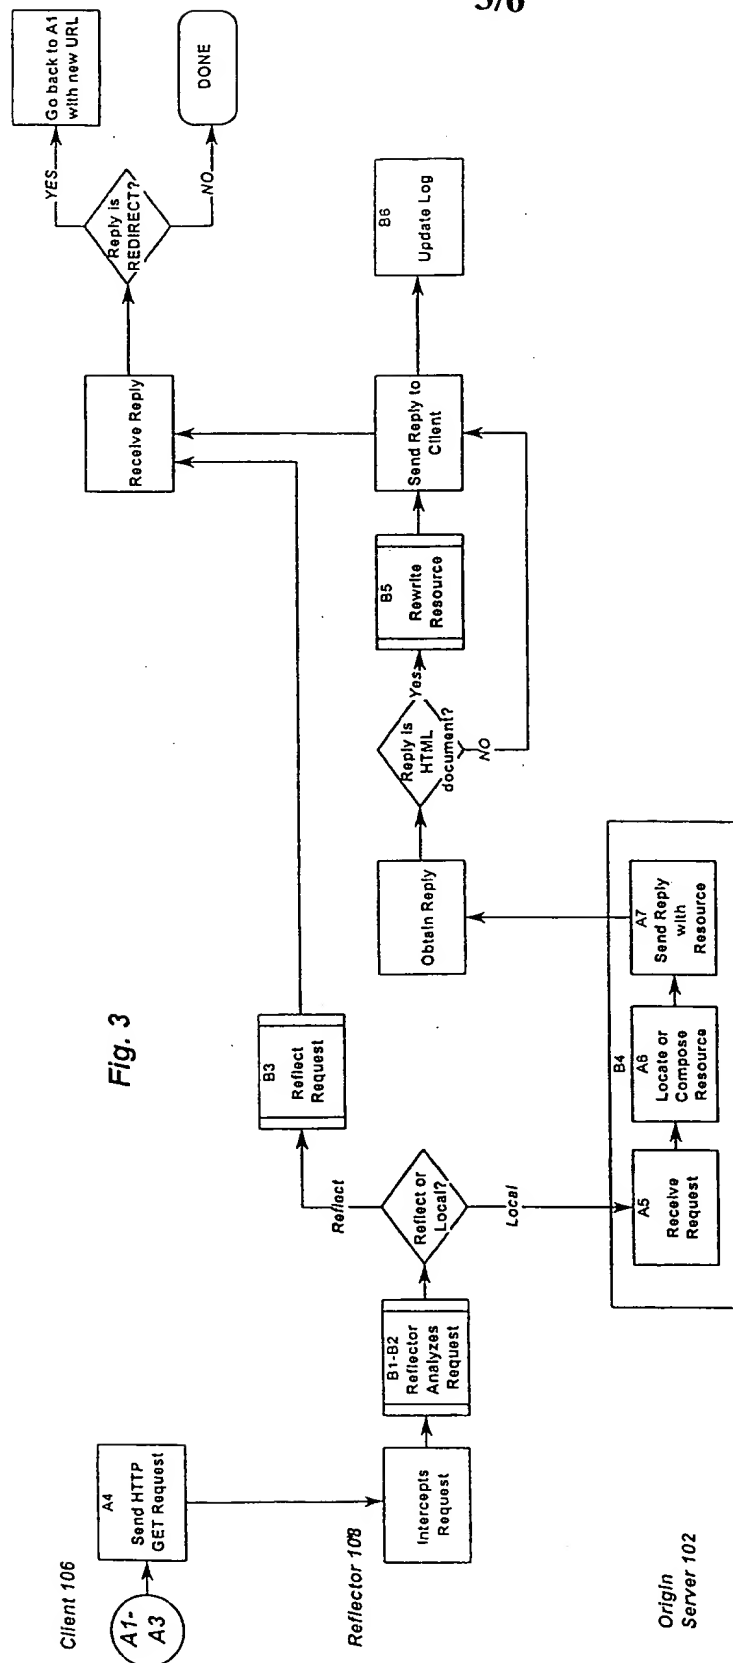 3/6
Fig. 3
Client 106
A1-
A3
A4
Send HTTP
GET Request
Receive Reply
Reply is
REDIRECT?
YES
Go back to A1
with new URL
NO
DONE
Reflector 108
Intercepts
Request
B1-B2
Reflector
Analyzes
Request
Reflect or
Local?
Reflect
Local
B3
Reflect
Request
Obtain Reply
Reply is
HTML
document?
Yes
NO
B5
Rewrite
Resource
Send Reply to
Client
B6
Update Log
Origin
Server 102
B4
A5
Receive
Request
A6
Locate or
Compose
Resource
A7
Send Reply
with
Resource